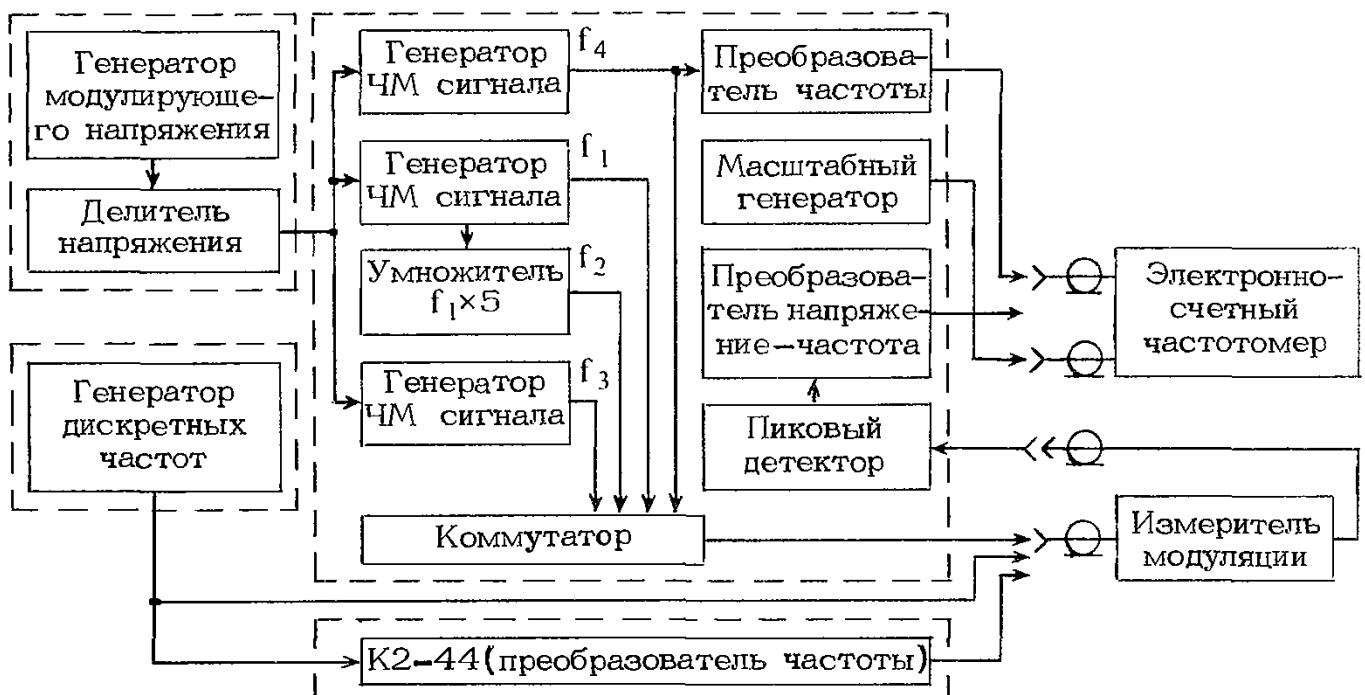 Генератор
модулирующе-
го напряжения
Делитель
напряжения
Генератор
дискретных
частот
Генератор
ЧМ сигнала
f4
Генератор
ЧМ сигнала
f1
Умножитель
f1×5
f2
Генератор
ЧМ сигнала
f3
Коммутатор
К2-44(преобразователь частоты)
Преобразова-
тель частоты
Масштабный
генератор
Преобразова-
тель напряже-
ние-частота
Пиковый
детектор
Электронно-
счетный
частотомер
Измеритель
модуляции